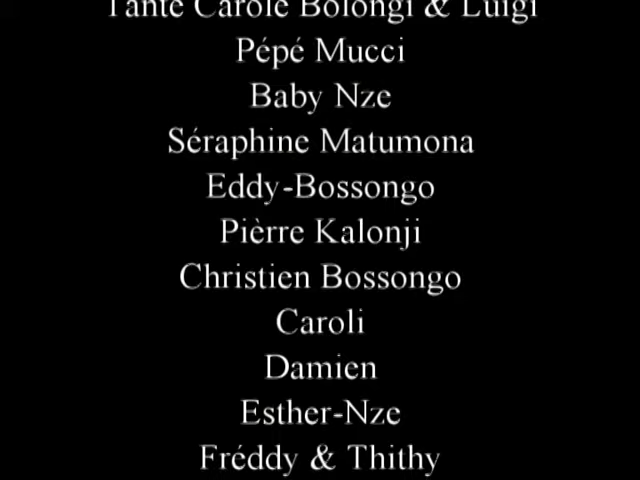 Tante Carole Bolongi & Luigi
Pépé Mucci
Baby Nze
Séraphine Matumona
Eddy-Bossongo
Pièrre Kalonji
Christien Bossongo
Caroli
Damien
Esther-Nze
Fréddy & Thithy